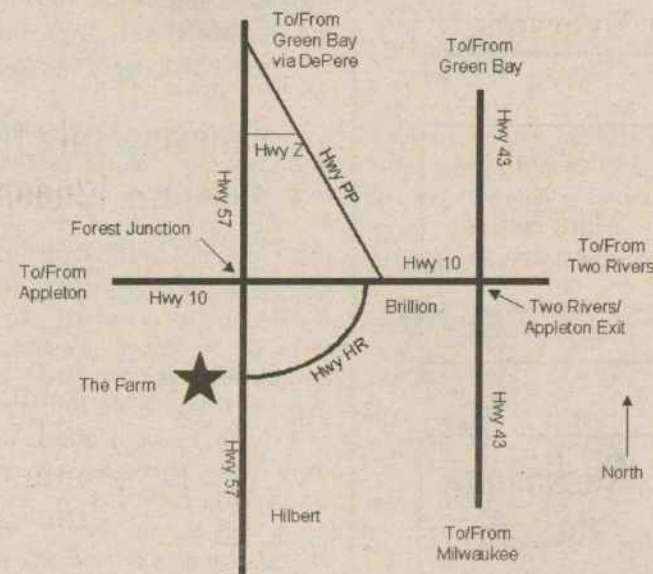 To/From
Green Bay
via DePere
To/From
Green Bay
Hwy Z
Hwy PP
Hwy 43
Hwy 57
Forest Junction
To/From
Appleton
Hwy 10
Hwy 10
To/From
Two Rivers
Brillion
Two Rivers/
Appleton Exit
Hwy HR
The Farm
Hwy 43
Hwy 57
North
Hilbert
To/From
Milwaukee